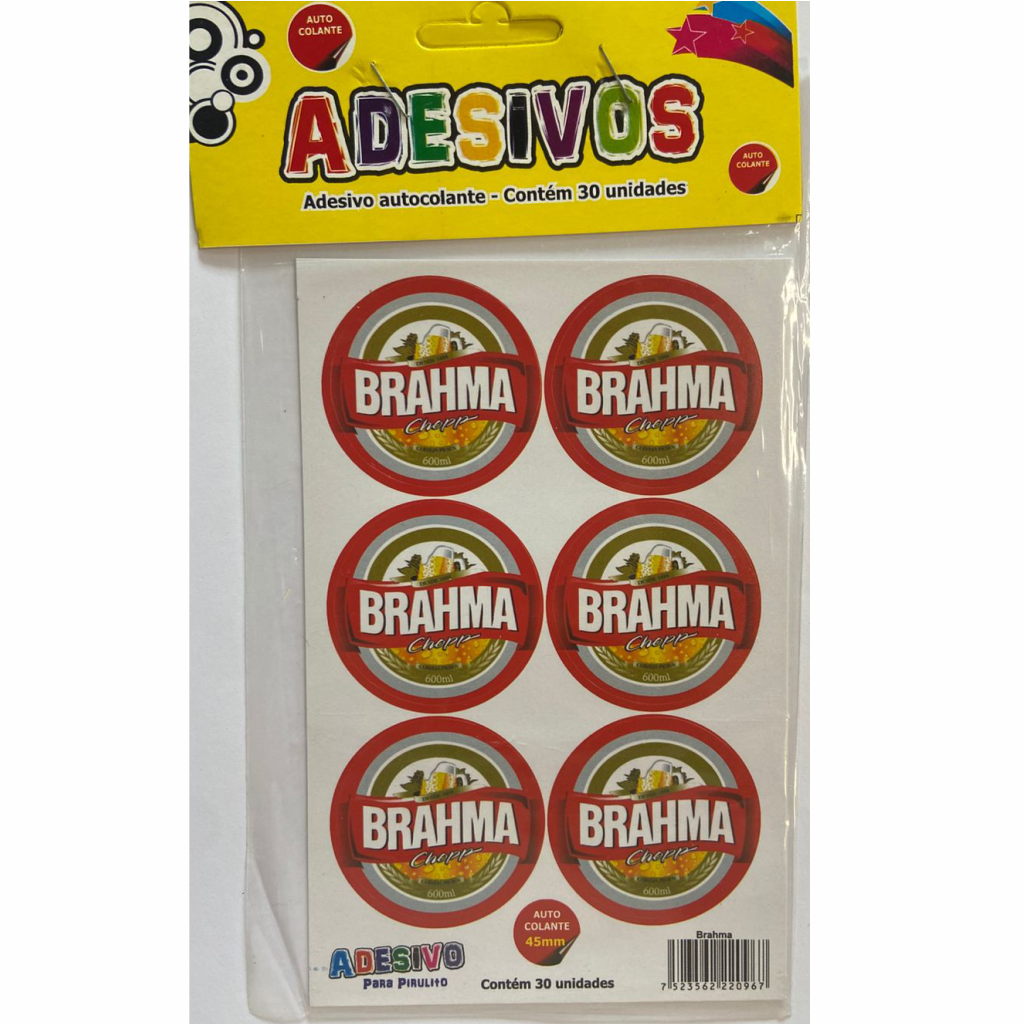 AUTO
COLANTE
ADESIVOS
AUTO
COLANTE
Adesivo autocolante - Contém 30 unidades
BRAHMA
Chopp
600ml
BRAHMA
Chopp
600ml
BRAHMA
Chopp
600ml
BRAHMA
Chopp
600ml
BRAHMA
Chopp
600ml
BRAHMA
Chopp
600ml
AUTO
COLANTE
45mm
ADESIVO
PARA PIRULITO
Contém 30 unidades
Brahma
7 523562 220967